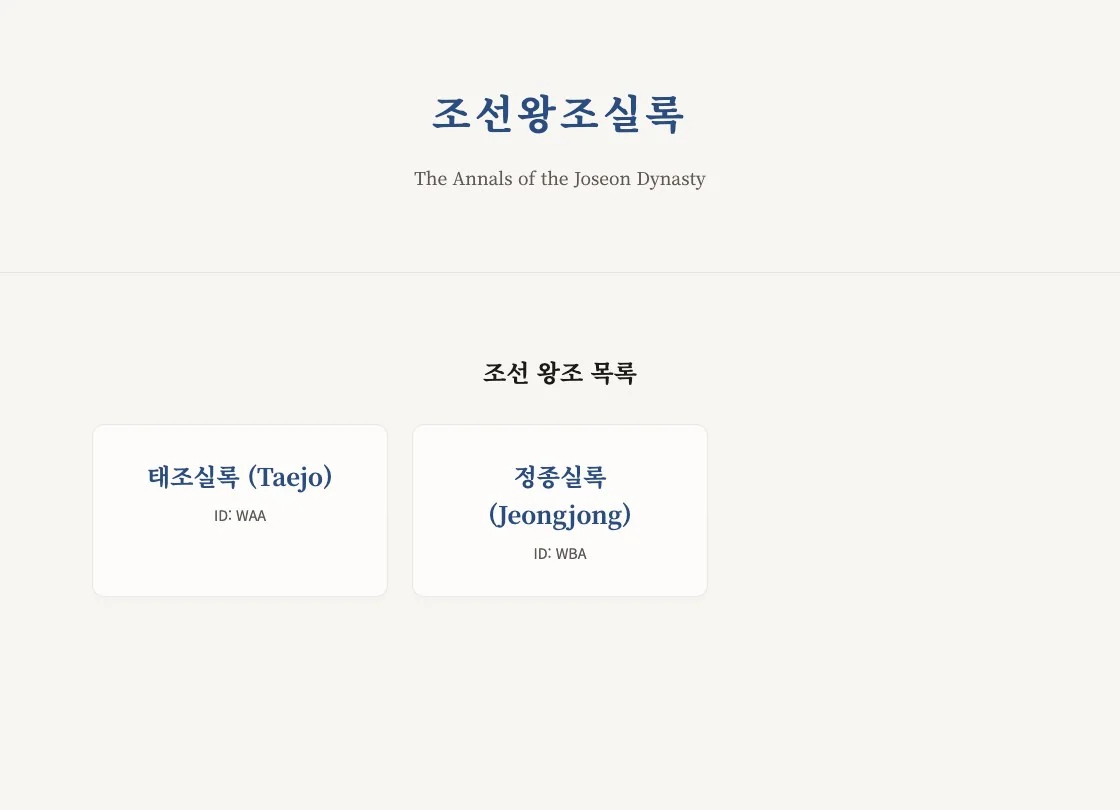 조선왕조실록
The Annals of the Joseon Dynasty
조선 왕조 목록
태조실록 (Taejo)
ID: WAA
정종실록
(Jeongjong)
ID: WBA